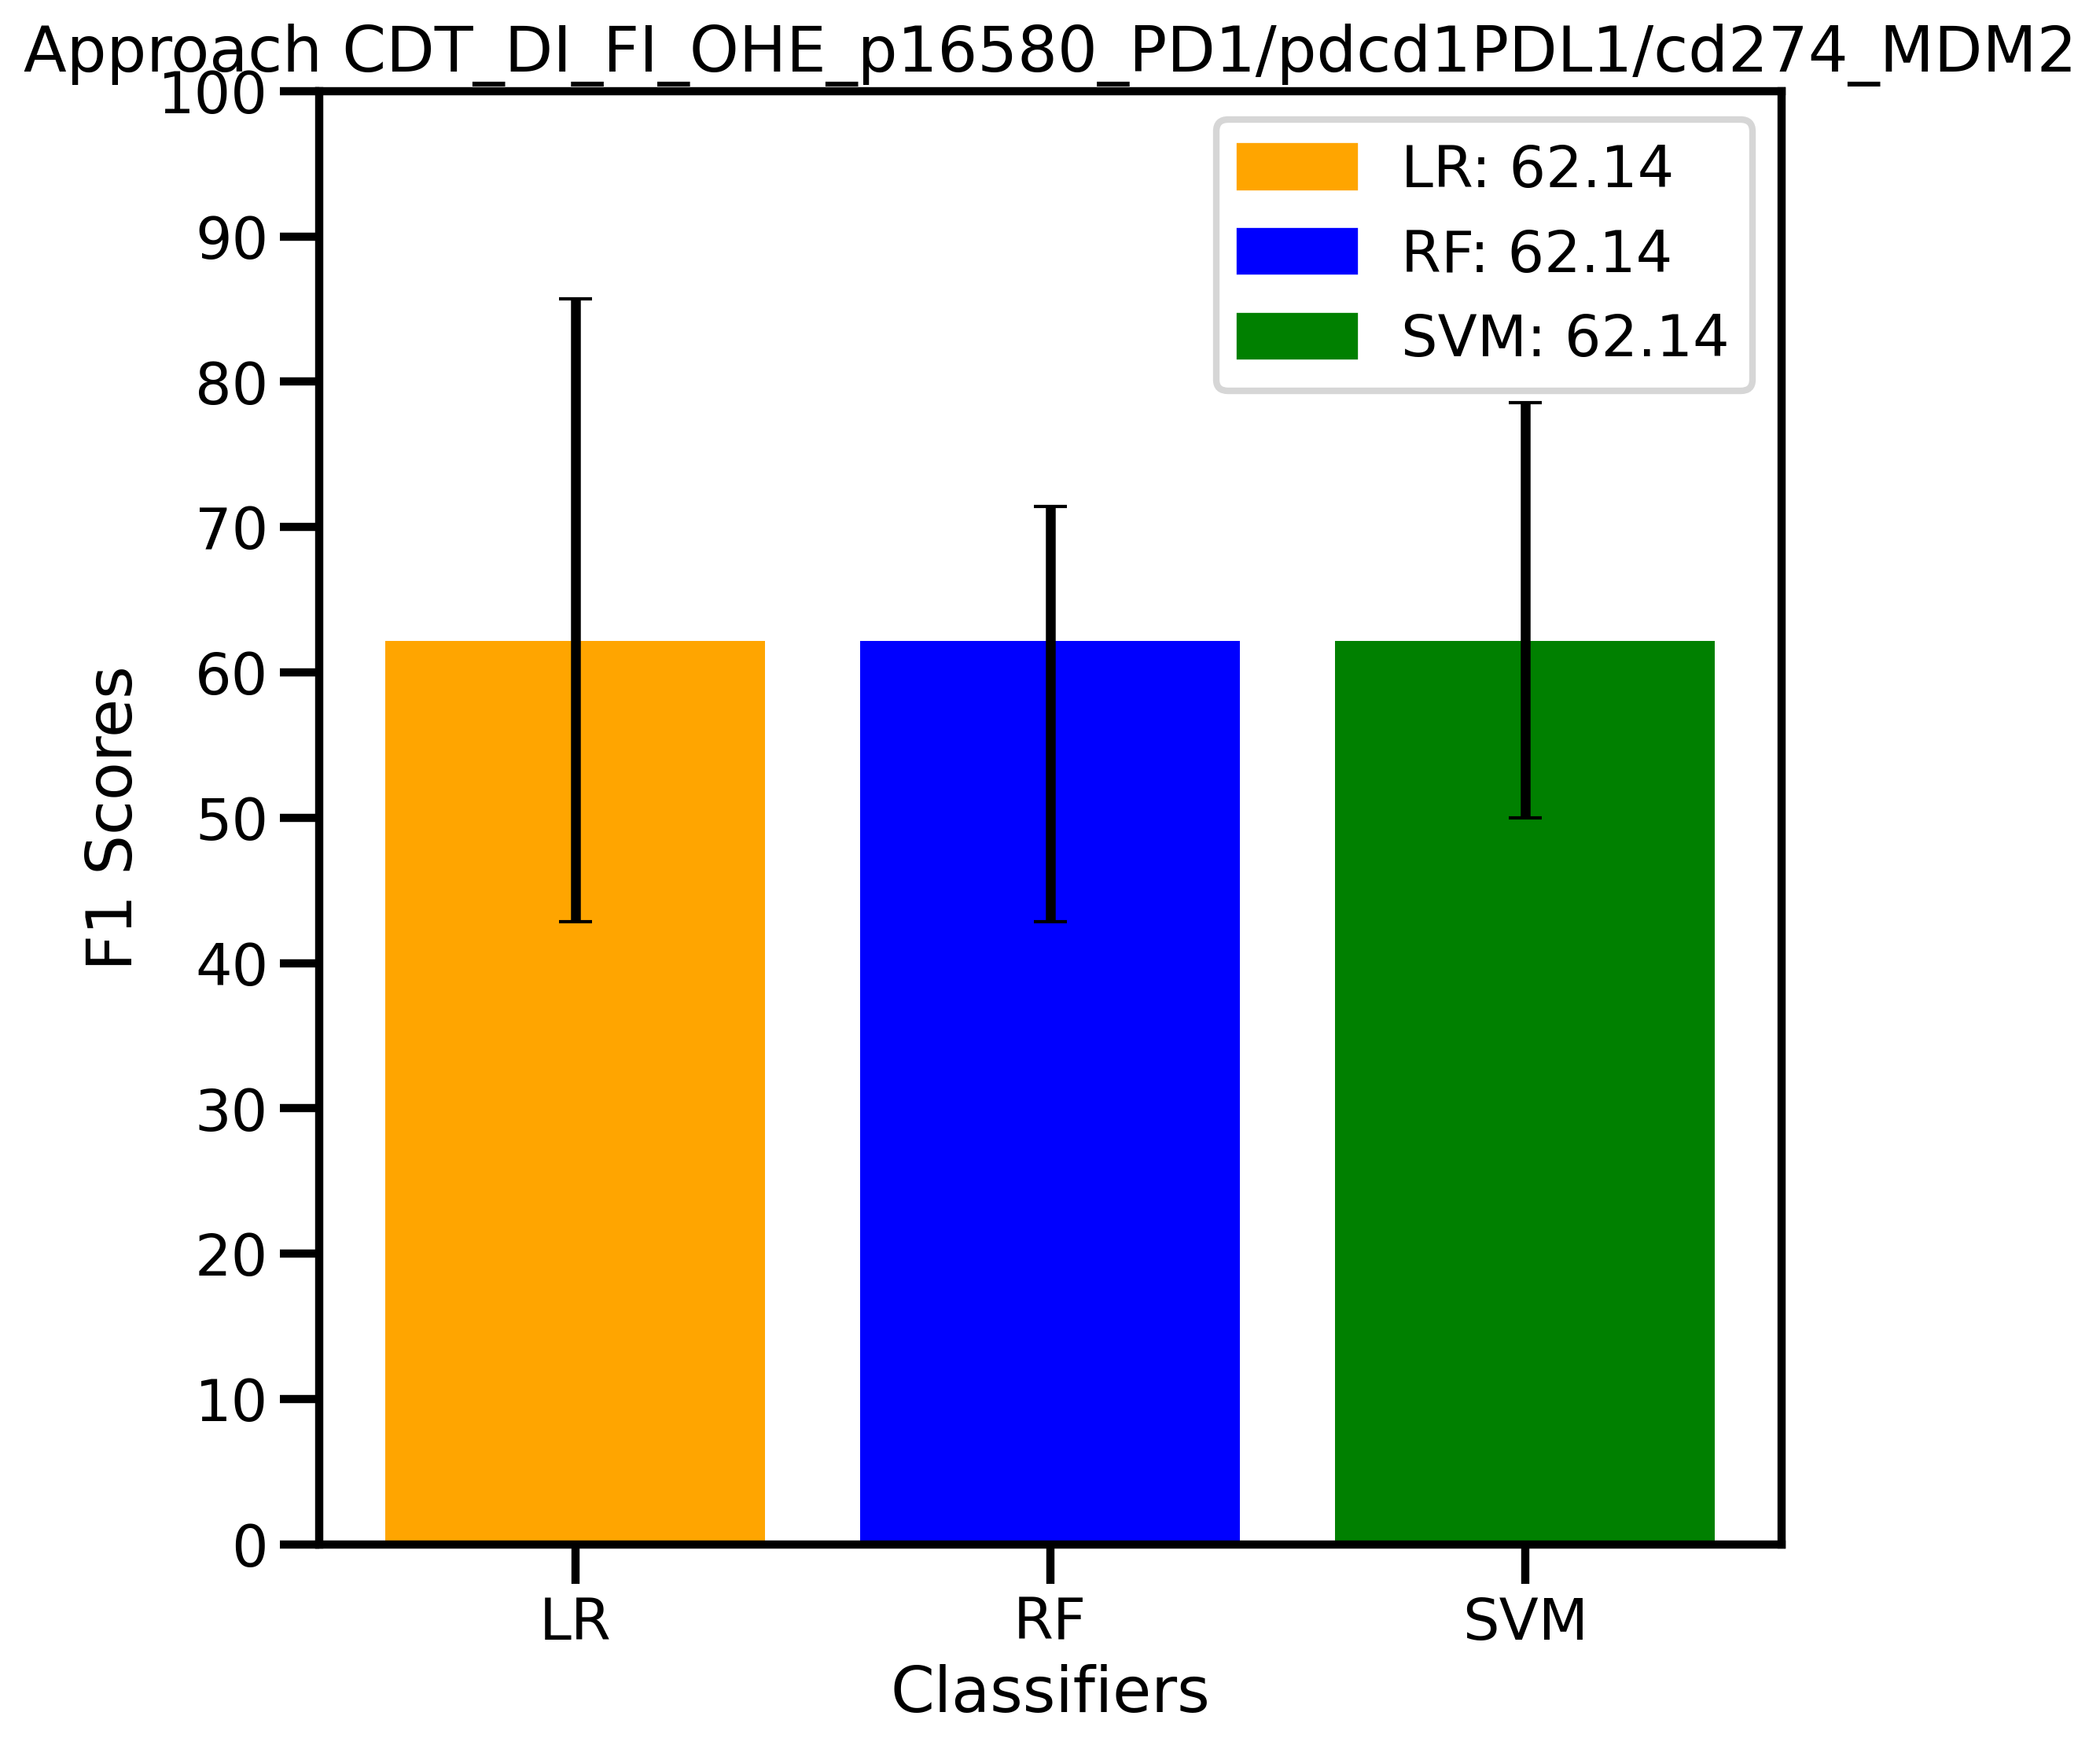 Approach CDT_DI_FI_OHE_p16580_PD1/pdcd1PDL1/cd274_MDM2
100
90
80
70
60
50
40
30
20
10
0
F1 Scores
LR: 62.14
RF: 62.14
SVM: 62.14
LR
RF
SVM
Classifiers